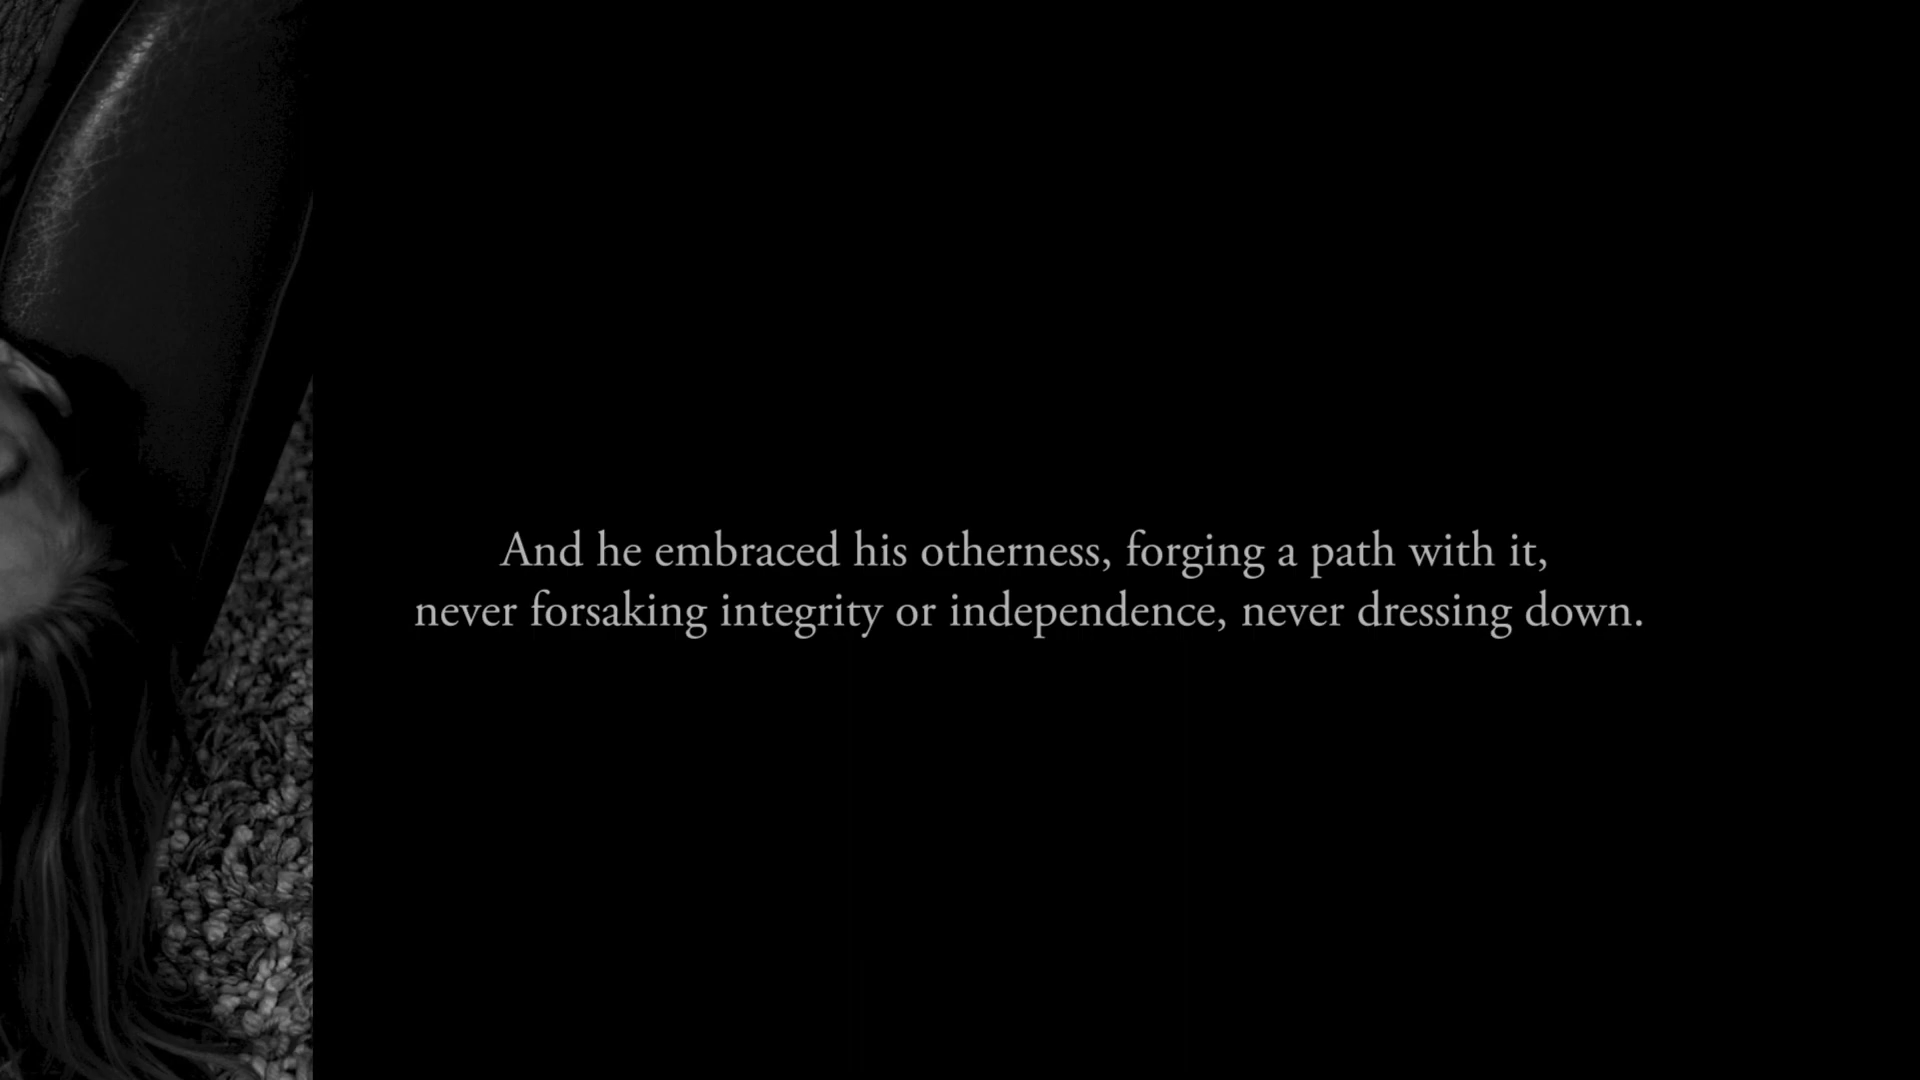 And he embraced his otherness, forging a path with it,
never forsaking integrity or independence, never dressing down.